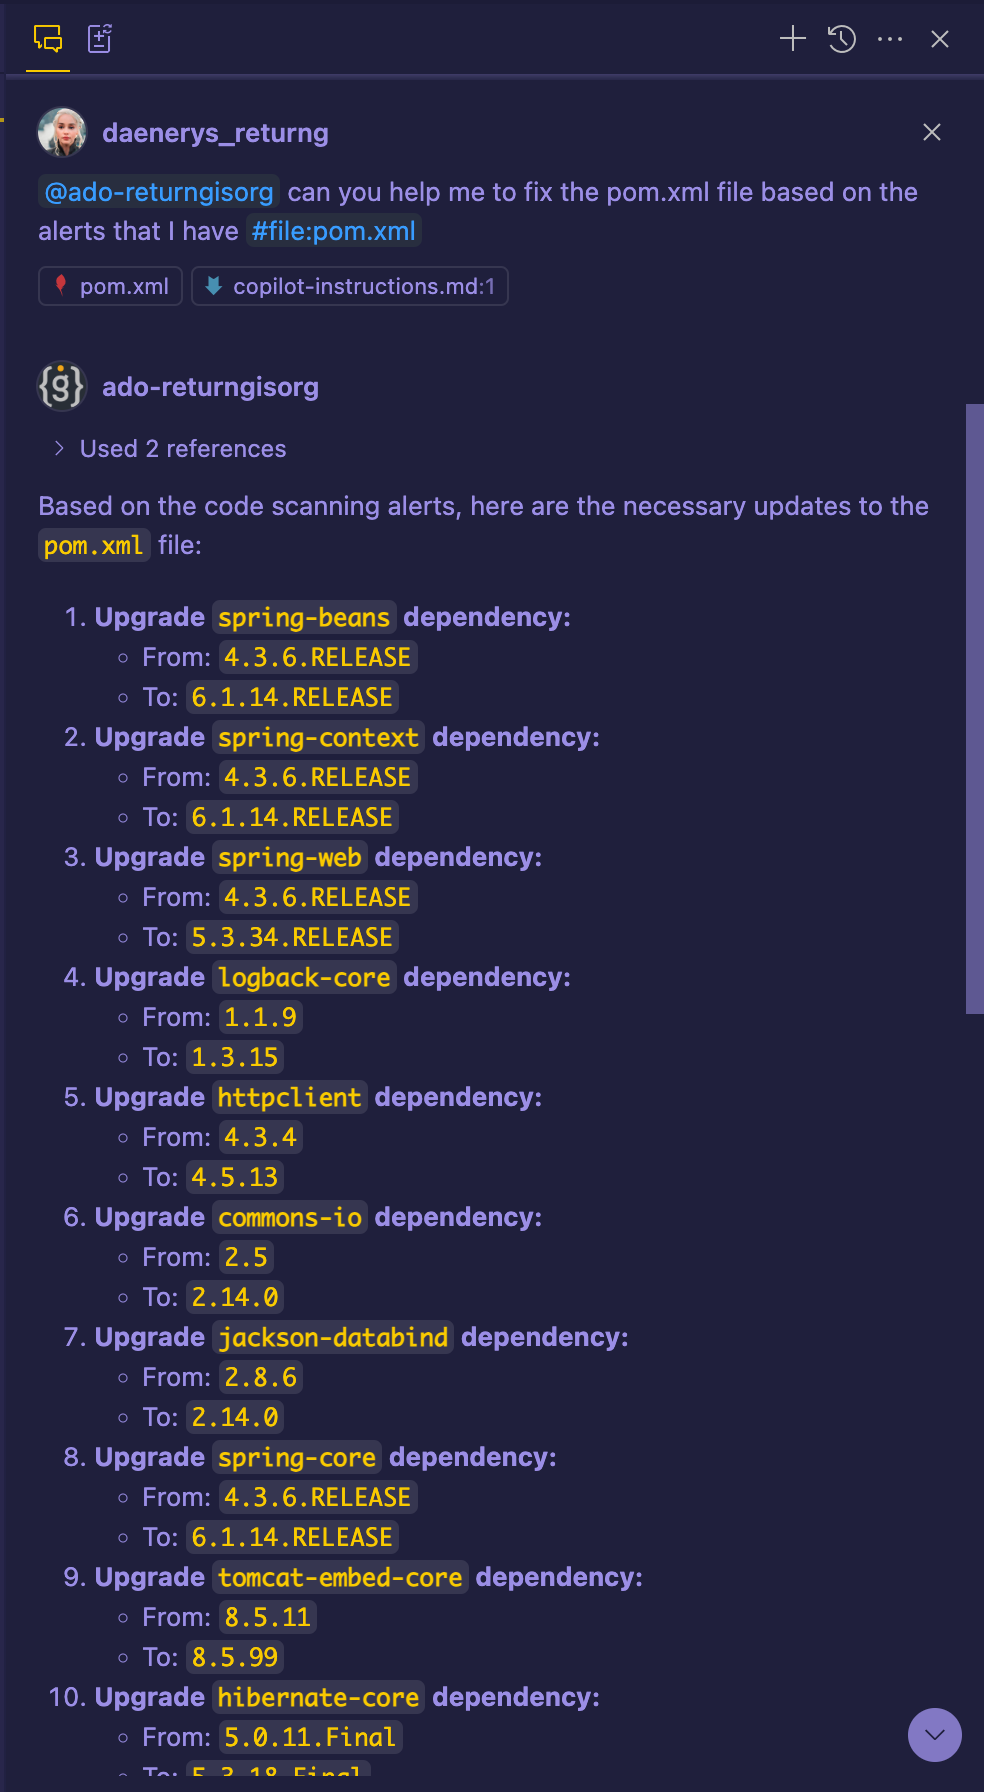 daenerys_returng
@ado-returngisorg can you help me to fix the pom.xml file based on the
alerts that I have #file:pom.xml
pom.xml copilot-instructions.md:1
{g}
ado-returngisorg
Used 2 references
Based on the code scanning alerts, here are the necessary updates to the
pom.xml file:
1. Upgrade spring-beans dependency:
From: 4.3.6.RELEASE
To: 6.1.14.RELEASE
2. Upgrade spring-context dependency:
From: 4.3.6.RELEASE
To: 6.1.14.RELEASE
3. Upgrade spring-web dependency:
From: 4.3.6.RELEASE
To: 5.3.34.RELEASE
4. Upgrade logback-core dependency:
From: 1.1.9
To: 1.3.15
5. Upgrade httpclient dependency:
From: 4.3.4
To: 4.5.13
6. Upgrade commons-io dependency:
From: 2.5
To: 2.14.0
7. Upgrade jackson-databind dependency:
From: 2.8.6
To: 2.14.0
8. Upgrade spring-core dependency:
From: 4.3.6.RELEASE
To: 6.1.14.RELEASE
9. Upgrade tomcat-embed-core dependency:
From: 8.5.11
To: 8.5.99
10. Upgrade hibernate-core dependency:
From: 5.0.11.Final
To: 5.3.18.Final